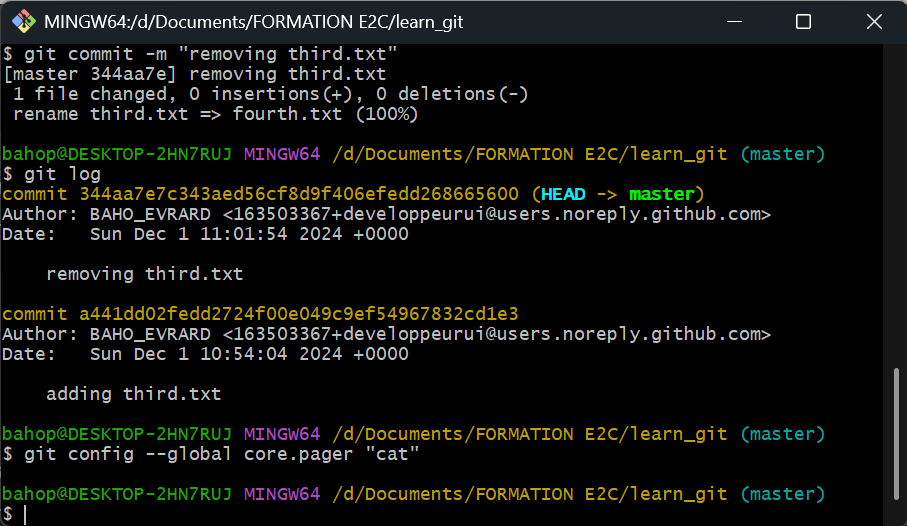 MINGW64:/d/Documents/FORMATION E2C/learn_git
$ git commit -m "removing third.txt"
[master 344aa7e] removing third.txt
 1 file changed, 0 insertions(+), 0 deletions(-)
 rename third.txt => fourth.txt (100%)

bahop@DESKTOP-2HN7RUJ MINGW64 /d/Documents/FORMATION E2C/learn_git (master)
$ git log
commit 344aa7e7c343aed56cf8d9f406efedd268665600 (HEAD -> master)
Author: BAHO_EVRARD <163503367+developpeurui@users.noreply.github.com>
Date:   Sun Dec 1 11:01:54 2024 +0000

    removing third.txt

commit a441dd02fedd2724f00e049c9ef54967832cd1e3
Author: BAHO_EVRARD <163503367+developpeurui@users.noreply.github.com>
Date:   Sun Dec 1 10:54:04 2024 +0000

    adding third.txt

bahop@DESKTOP-2HN7RUJ MINGW64 /d/Documents/FORMATION E2C/learn_git (master)
$ git config --global core.pager "cat"

bahop@DESKTOP-2HN7RUJ MINGW64 /d/Documents/FORMATION E2C/learn_git (master)
$